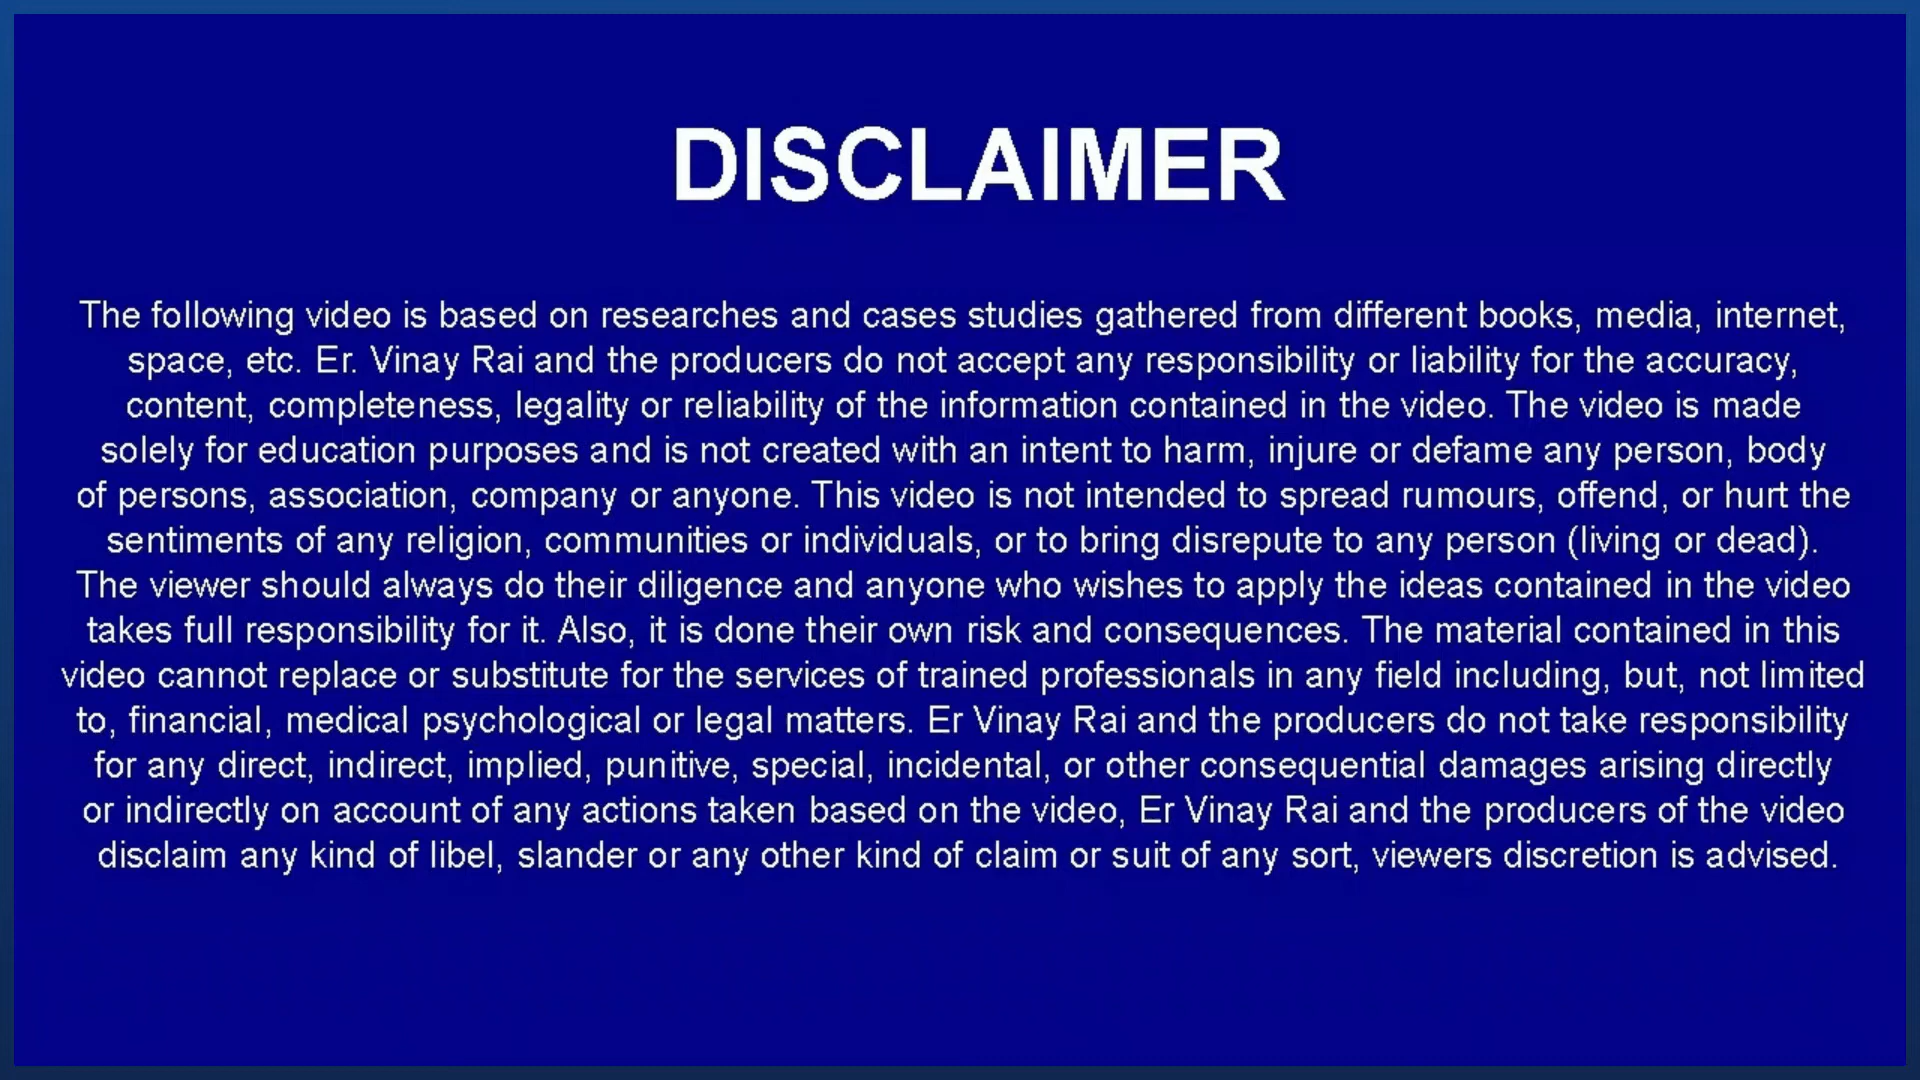 DISCLAIMER
The following video is based on researches and cases studies gathered from different books, media, internet,
space, etc. Er. Vinay Rai and the producers do not accept any responsibility or liability for the accuracy,
content, completeness, legality or reliability of the information contained in the video. The video is made
solely for education purposes and is not created with an intent to harm, injure or defame any person, body
of persons, association, company or anyone. This video is not intended to spread rumours, offend, or hurt the
sentiments of any religion, communities or individuals, or to bring disrepute to any person (living or dead).
The viewer should always do their diligence and anyone who wishes to apply the ideas contained in the video
takes full responsibility for it. Also, it is done their own risk and consequences. The material contained in this
video cannot replace or substitute for the services of trained professionals in any field including, but, not limited
to, financial, medical psychological or legal matters. Er Vinay Rai and the producers do not take responsibility
for any direct, indirect, implied, punitive, special, incidental, or other consequential damages arising directly
or indirectly on account of any actions taken based on the video, Er Vinay Rai and the producers of the video
disclaim any kind of libel, slander or any other kind of claim or suit of any sort, viewers discretion is advised.